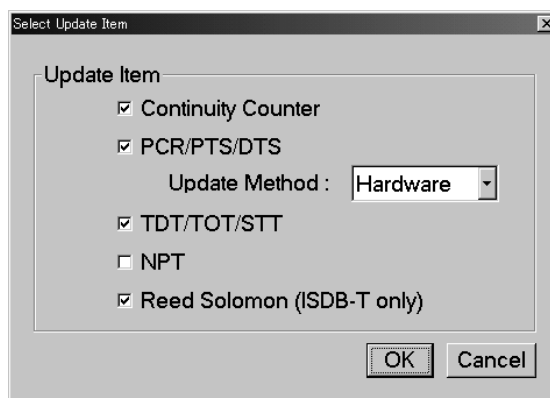 Select Update Item
Update Item
Continuity Counter
PCR/PTS/DTS
Update Method : Hardware
TDT/TOT/STT
NPT
Reed Solomon (ISDB-T only)
OK Cancel